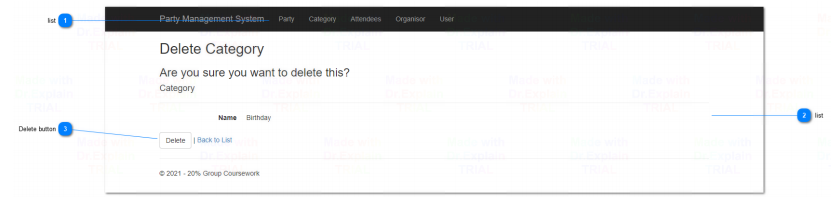 list 1
Party Management System Party Category Attendees Organisor User
Delete Category
Are you sure you want to delete this?
Category
Name Birthday
2 list
Delete button 3
Delete | Back to List
© 2021 - 20% Group Coursework